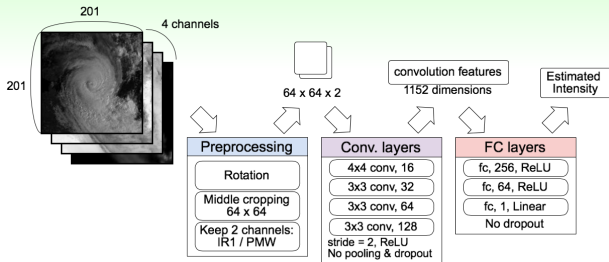 201
4 channels
201
64 x 64 x 2
convolution features
1152 dimensions
Estimated
Intensity
Preprocessing
Rotation
Middle cropping
64 x 64
Keep 2 channels:
IR1 / PMW
Conv. layers
4x4 conv, 16
3x3 conv, 32
3x3 conv, 64
3x3 conv, 128
stride = 2, ReLU
No pooling & dropout
FC layers
fc, 256, ReLU
fc, 64, ReLU
fc, 1, Linear
No dropout